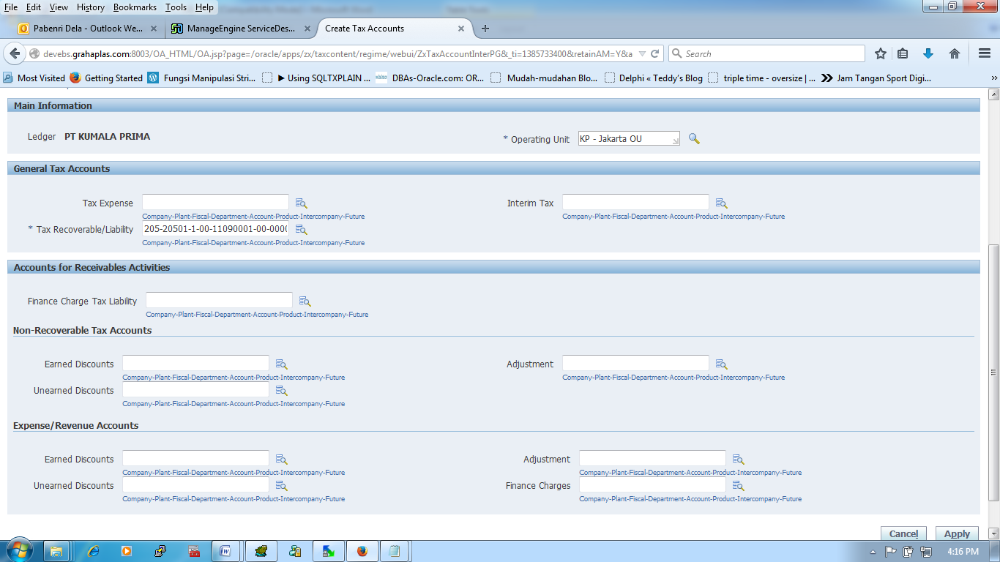 File Edit View History Bookmarks Tools Help
Pabenri Dela - Outlook We... × ManageEngine ServiceDes... × Create Tax Accounts × +
devebs.grahaplas.com:8003/OA_HTML/OA.jsp?page=/oracle/apps/zx/taxcontent/regime/webui/ZxTaxAccountInterPG&_ti=1385733400&retainAM=Y&a Search
Most Visited Getting Started Fungsi Manipulasi Stri... ► Using SQLTXPLAIN ... DBAs-Oracle.com: OR... Mudah-mudahan Blo... Delphi « Teddy's Blog triple time - oversize | ... Jam Tangan Sport Digi... »
Main Information
Ledger PT KUMALA PRIMA
* Operating Unit KP - Jakarta OU
General Tax Accounts
Tax Expense Interim Tax
Company-Plant-Fiscal-Department-Account-Product-Intercompany-Future Company-Plant-Fiscal-Department-Account-Product-Intercompany-Future
* Tax Recoverable/Liability 205-20501-1-00-11090001-00-000(
Company-Plant-Fiscal-Department-Account-Product-Intercompany-Future
Accounts for Receivables Activities
Finance Charge Tax Liability
Company-Plant-Fiscal-Department-Account-Product-Intercompany-Future
Non-Recoverable Tax Accounts
Earned Discounts Adjustment
Company-Plant-Fiscal-Department-Account-Product-Intercompany-Future Company-Plant-Fiscal-Department-Account-Product-Intercompany-Future
Unearned Discounts
Company-Plant-Fiscal-Department-Account-Product-Intercompany-Future
Expense/Revenue Accounts
Earned Discounts Adjustment
Company-Plant-Fiscal-Department-Account-Product-Intercompany-Future Company-Plant-Fiscal-Department-Account-Product-Intercompany-Future
Unearned Discounts Finance Charges
Company-Plant-Fiscal-Department-Account-Product-Intercompany-Future Company-Plant-Fiscal-Department-Account-Product-Intercompany-Future
Cancel Apply
4:16 PM